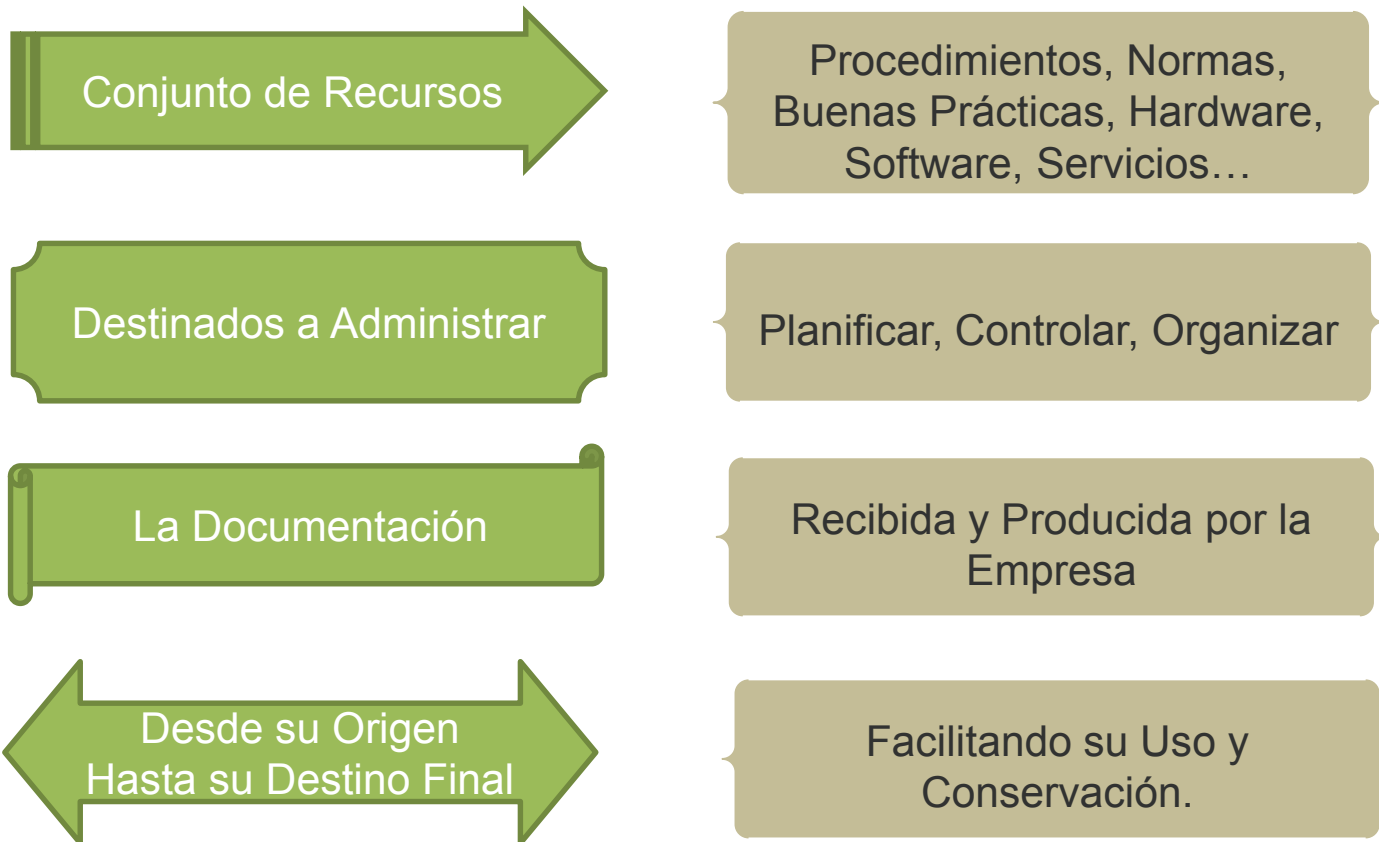 Conjunto de Recursos
Procedimientos, Normas,
Buenas Prácticas, Hardware,
Software, Servicios…
Destinados a Administrar
Planificar, Controlar, Organizar
La Documentación
Recibida y Producida por la
Empresa
Desde su Origen
Hasta su Destino Final
Facilitando su Uso y
Conservación.